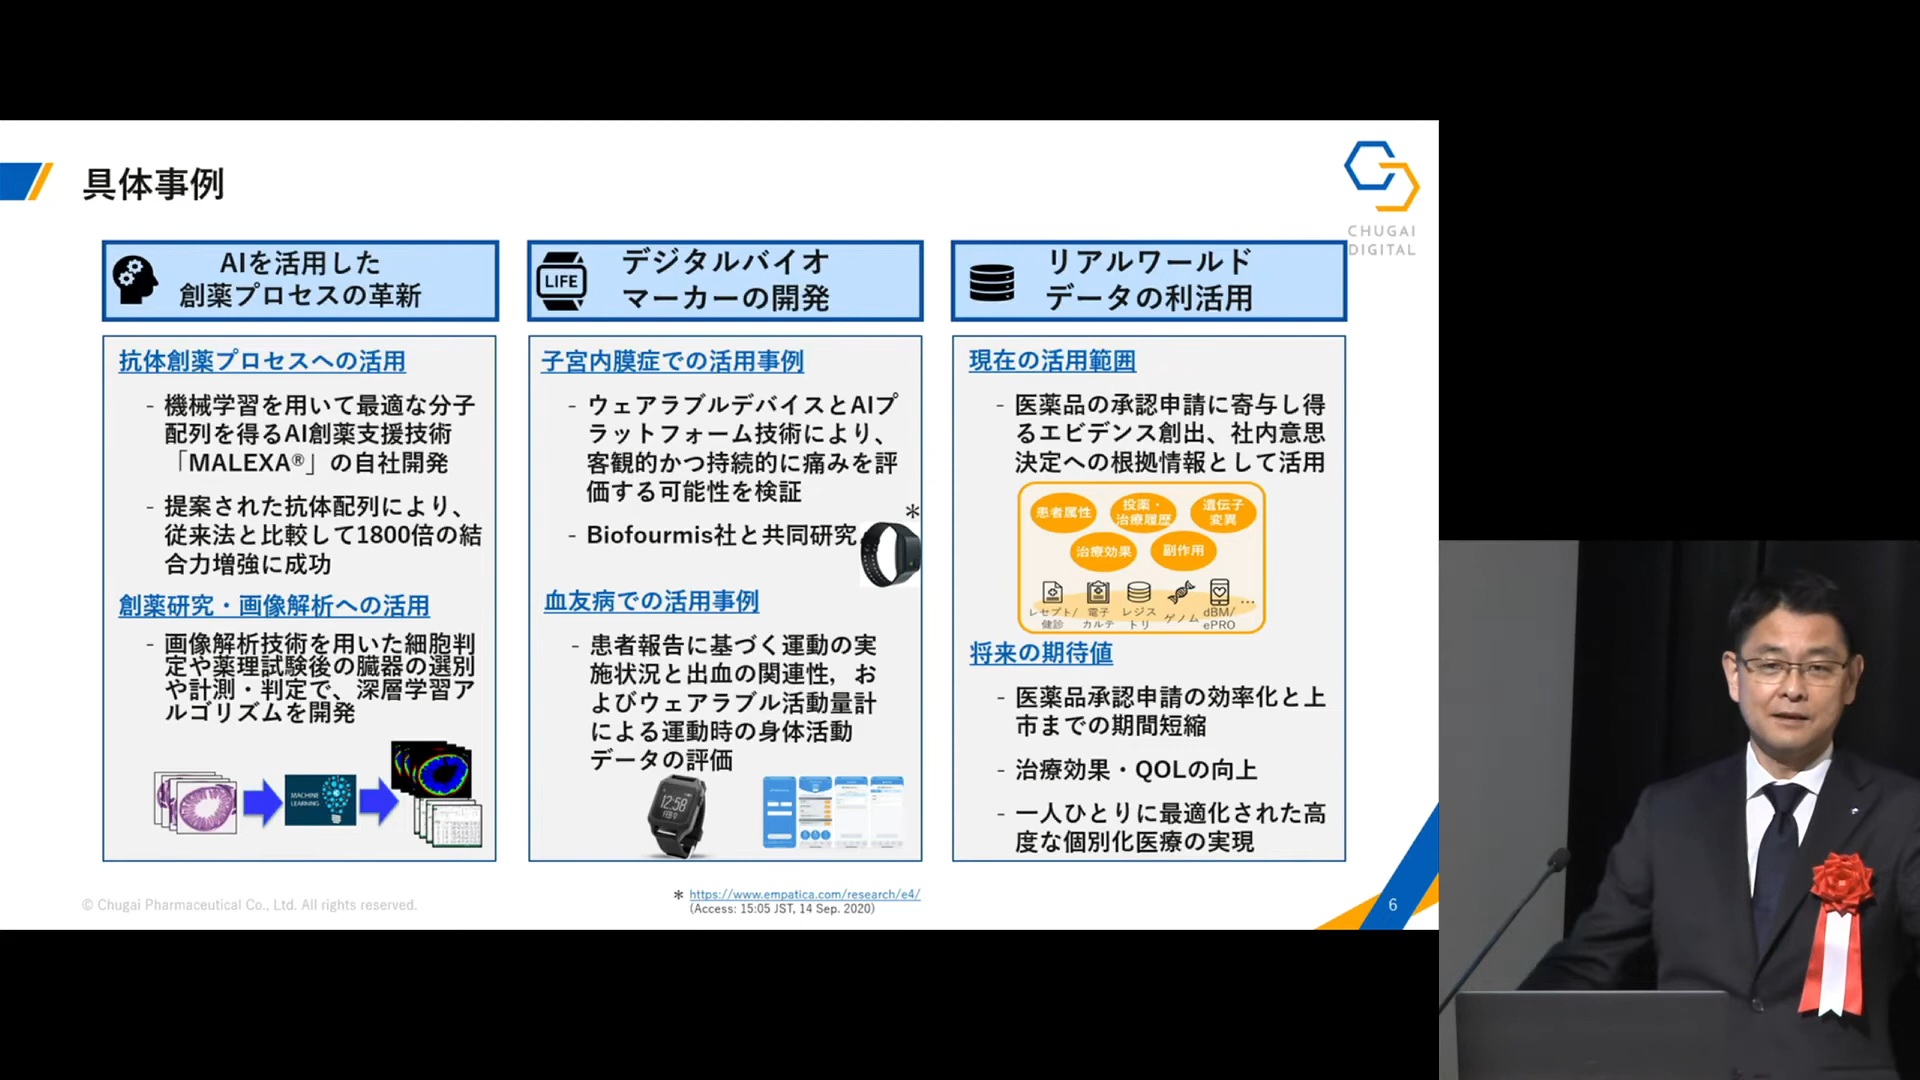 具体事例
CHUGAI
DIGITAL
AIを活用した
創薬プロセスの革新
抗体創薬プロセスへの活用
- 機械学習を用いて最適な分子
配列を得るAI創薬支援技術
「MALEXA®」の自社開発
- 提案された抗体配列により、
従来法と比較して1800倍の結
合力増強に成功
創薬研究・画像解析への活用
- 画像解析技術を用いた細胞判
定や薬理試験後の臓器の選別
や計測・判定で、深層学習ア
ルゴリズムを開発
MACHINE
LEARNING
LIFE
デジタルバイオ
マーカーの開発
子宮内膜症での活用事例
- ウェアラブルデバイスとAIプ
ラットフォーム技術により、
客観的かつ持続的に痛みを評
価する可能性を検証
- Biofourmis社と共同研究
*
血友病での活用事例
- 患者報告に基づく運動の実
施状況と出血の関連性，お
よびウェアラブル活動量計
による運動時の身体活動
データの評価
12:58
リアルワールド
データの利活用
現在の活用範囲
- 医薬品の承認申請に寄与し得
るエビデンス創出、社内意思
決定への根拠情報として活用
患者属性
投薬・
治療履歴
遺伝子
変異
治療効果
副作用
レセプト/
健診
電子
カルテ
レジス
トリ
ゲノム
dBM/
ePRO
…
将来の期待値
- 医薬品承認申請の効率化と上
市までの期間短縮
- 治療効果・QOLの向上
- 一人ひとりに最適化された高
度な個別化医療の実現
© Chugai Pharmaceutical Co., Ltd. All rights reserved.
* https://www.empatica.com/research/e4/
(Access: 15:05 JST, 14 Sep. 2020)
6